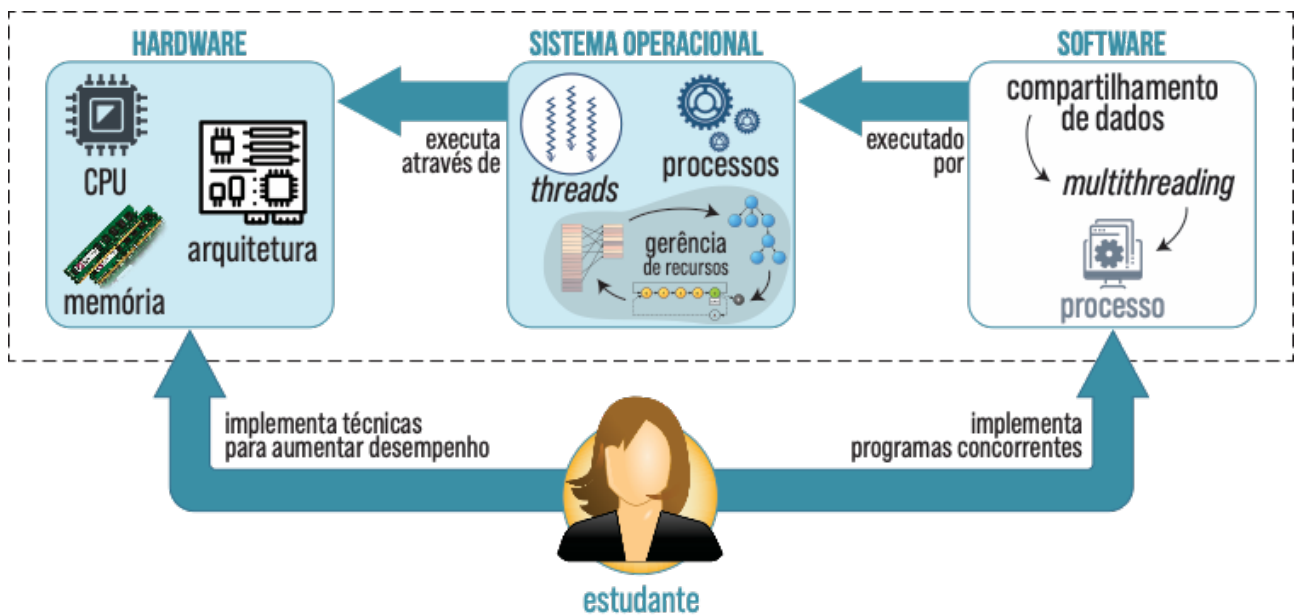 HARDWARE
CPU
arquitetura
memória
executa
através de
SISTEMA OPERACIONAL
threads
processos
gerência
de recursos
executado
por
SOFTWARE
compartilhamento
de dados
multithreading
processo
implementa técnicas
para aumentar desempenho
implementa
programas concorrentes
estudante